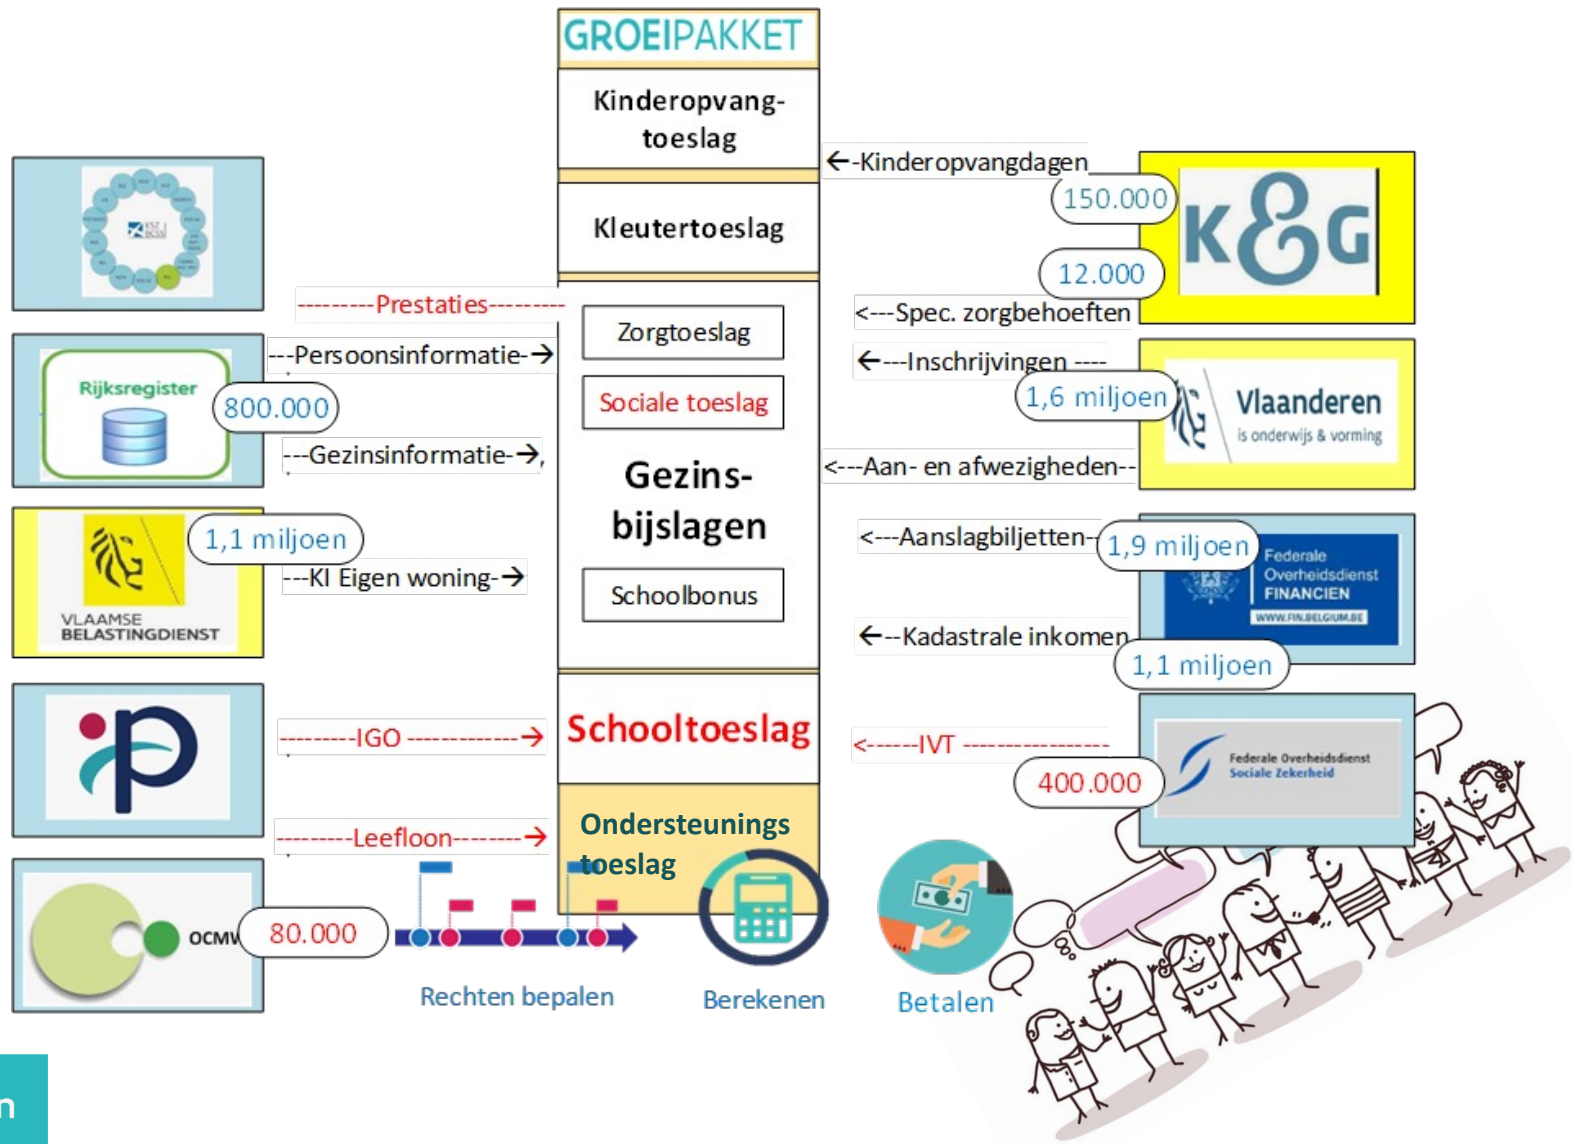 GROEIPAKKET
Kinderopvang-
toeslag
Kleutertoeslag
Zorgtoeslag
Sociale toeslag
Gezins-
bijslagen
Schoolbonus
Schooltoeslag
Ondersteunings
toeslag
KSZ
BCSS
---------Prestaties---------
---Persoonsinformatie-→
Rijksregister
800.000
---Gezinsinformatie-→,
1,1 miljoen
---KI Eigen woning-→
VLAAMSE
BELASTINGDIENST
ip
---------IGO -------------→
---------Leefloon--------→
OCMW
80.000
←-Kinderopvangdagen
150.000
K&G
12.000
<---Spec. zorgbehoeften
←---Inschrijvingen ----
1,6 miljoen
Vlaanderen
is onderwijs & vorming
<---Aan- en afwezigheden--
<---Aanslagbiljetten--
1,9 miljoen
Federale
Overheidsdienst
FINANCIEN
WWW.FIN.BELGIUM.BE
←--Kadastrale inkomen
1,1 miljoen
<------IVT -----------------
400.000
Federale Overheidsdienst
Sociale Zekerheid
Rechten bepalen
Berekenen
Betalen
n